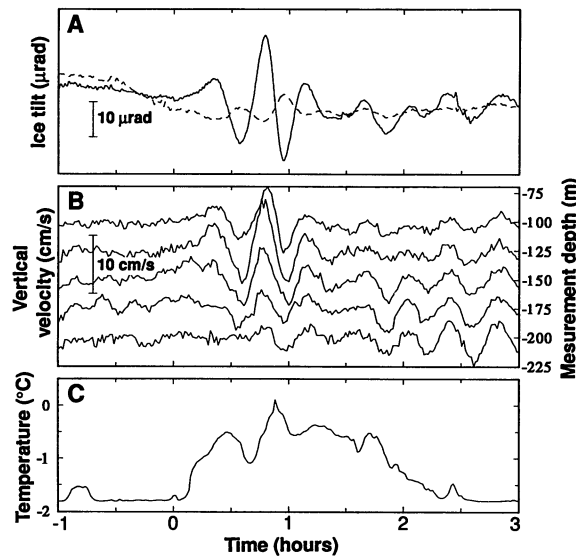 A
Ice tilt (μrad)
10 μrad
B
Vertical
velocity (cm/s)
10 cm/s
-75
-100
-125
-150
-175
-200
-225
Mesurement depth (m)
C
Temperature (°C)
0
-1
-2
-1 0 1 2 3
Time (hours)